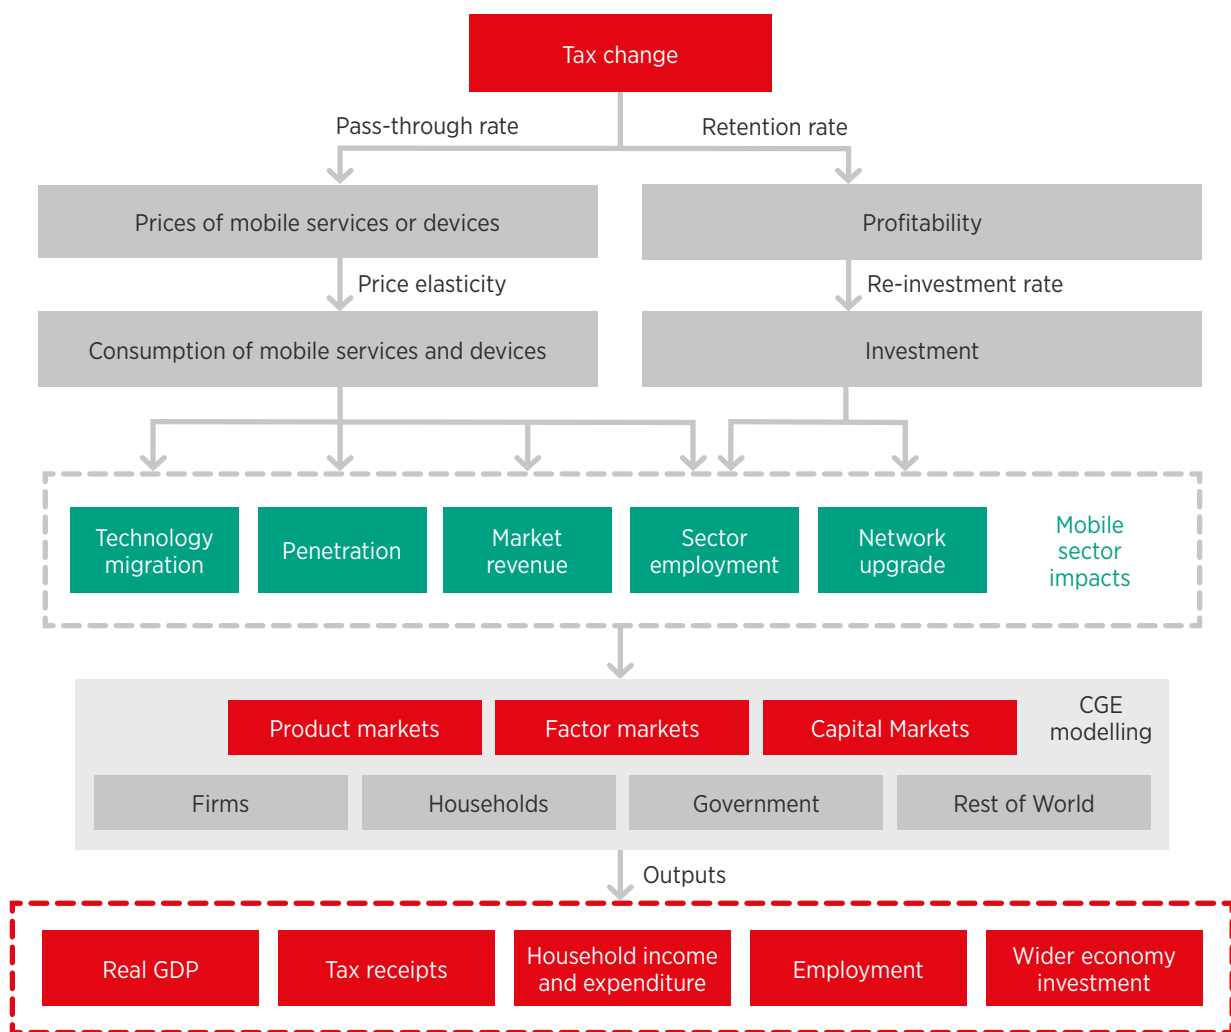 Tax change
Pass-through rate
Retention rate
Prices of mobile services or devices
Profitability
Price elasticity
Re-investment rate
Consumption of mobile services and devices
Investment
Technology
migration
Penetration
Market
revenue
Sector
employment
Network
upgrade
Mobile
sector
impacts
Product markets
Factor markets
Capital Markets
CGE
modelling
Firms
Households
Government
Rest of World
Outputs
Real GDP
Tax receipts
Household income
and expenditure
Employment
Wider economy
investment